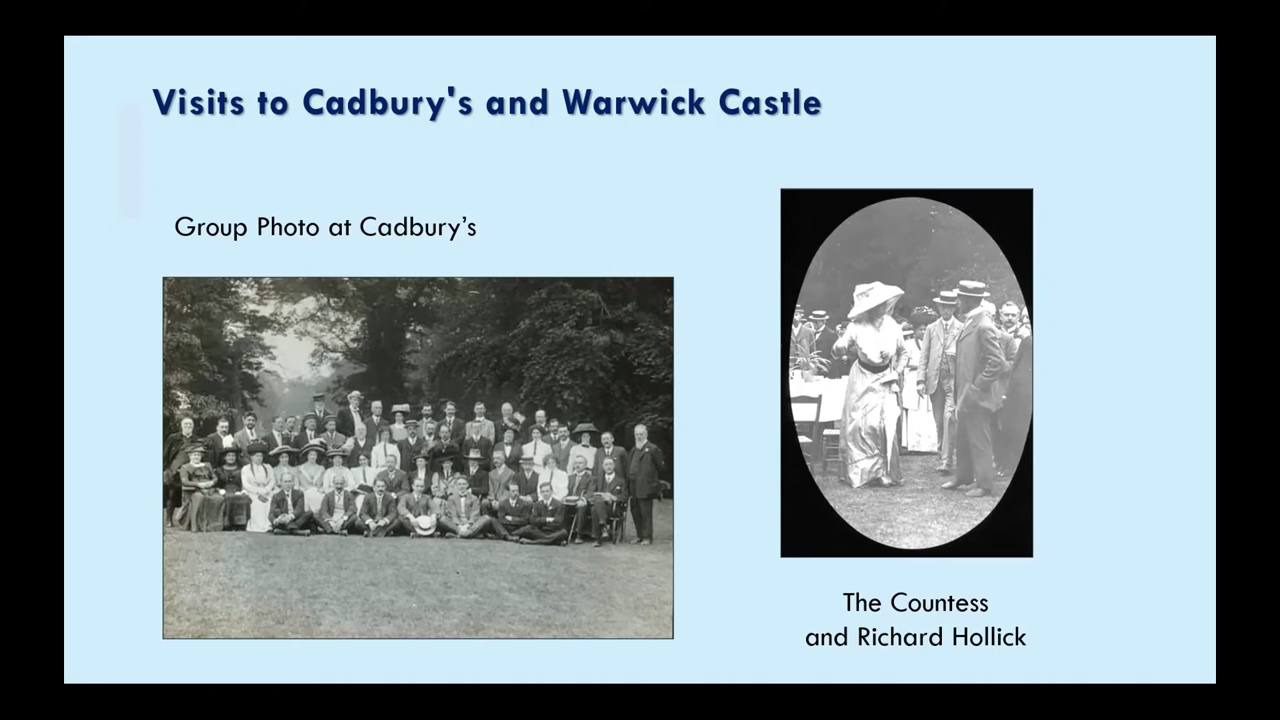 Visits to Cadbury's and Warwick Castle
Group Photo at Cadbury’s
The Countess
and Richard Hollick